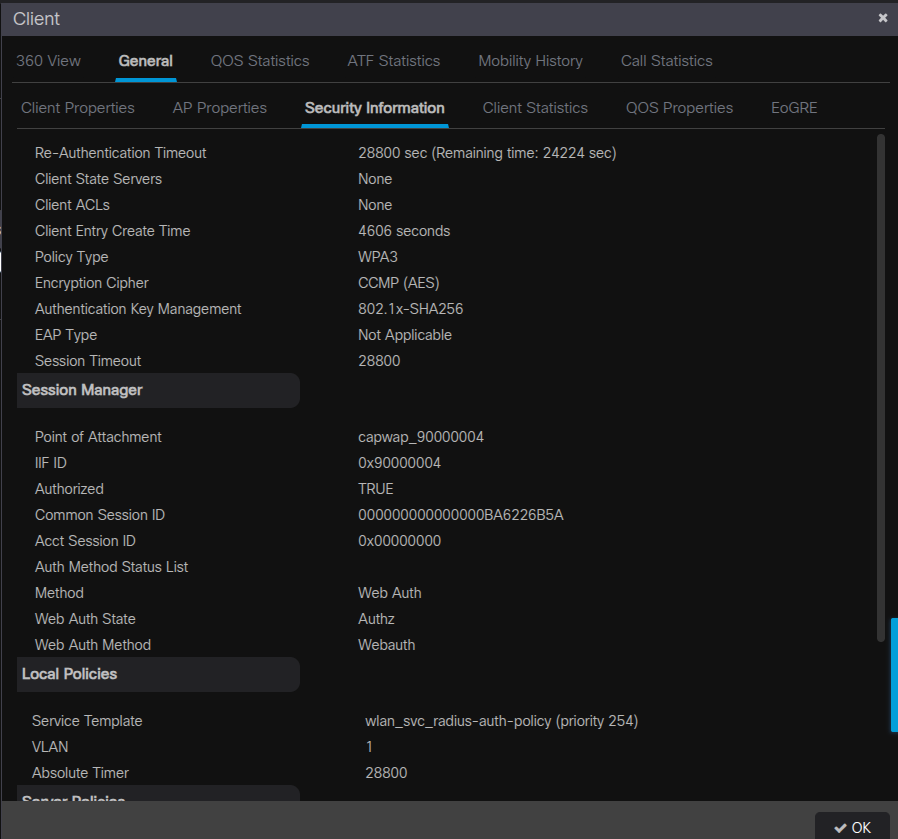 Client
360 View General QOS Statistics ATF Statistics Mobility History Call Statistics
Client Properties AP Properties Security Information Client Statistics QOS Properties EoGRE
Re-Authentication Timeout 28800 sec (Remaining time: 24224 sec)
Client State Servers None
Client ACLs None
Client Entry Create Time 4606 seconds
Policy Type WPA3
Encryption Cipher CCMP (AES)
Authentication Key Management 802.1x-SHA256
EAP Type Not Applicable
Session Timeout 28800
Session Manager
Point of Attachment capwap_90000004
IIF ID 0x90000004
Authorized TRUE
Common Session ID 000000000000000BA6226B5A
Acct Session ID 0x00000000
Auth Method Status List
Method Web Auth
Web Auth State Authz
Web Auth Method Webauth
Local Policies
Service Template wlan_svc_radius-auth-policy (priority 254)
VLAN 1
Absolute Timer 28800
Server Policies
OK